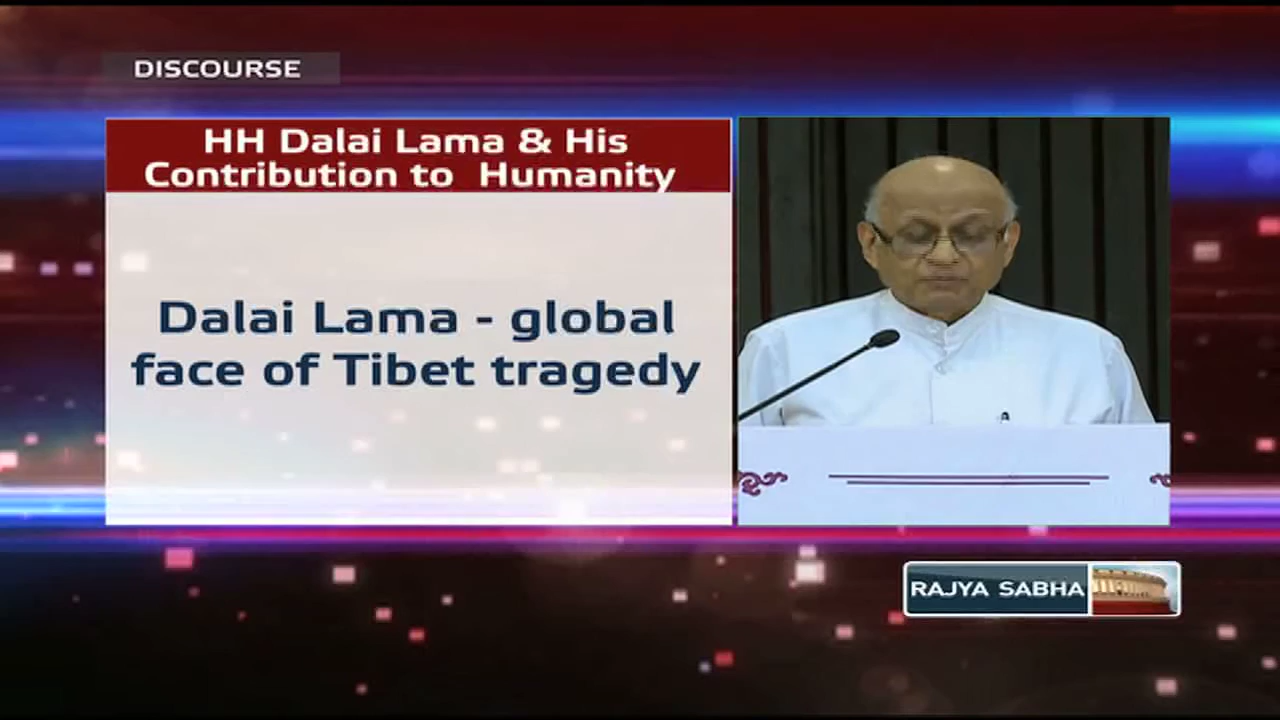 DISCOURSE
HH Dalai Lama & His
Contribution to Humanity
Dalai Lama - global
face of Tibet tragedy
RAJYA SABHA